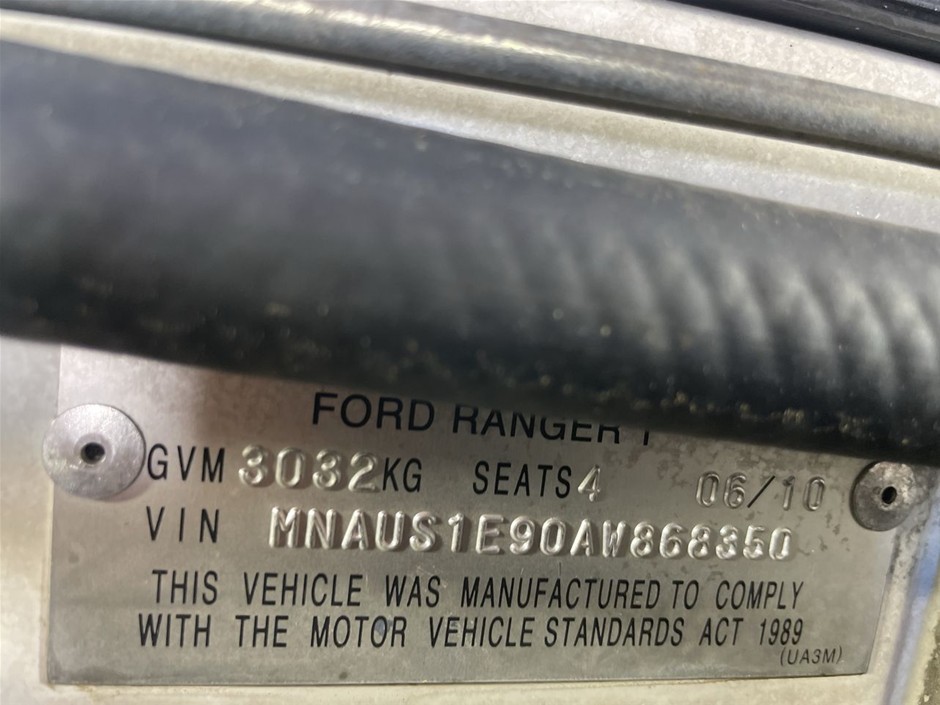 FORD RANGER
GVM 3032KG SEATS 4 06/10
VIN MNAUS1E90AW868350
THIS VEHICLE WAS MANUFACTURED TO COMPLY
WITH THE MOTOR VEHICLE STANDARDS ACT 1989
(UA3M)